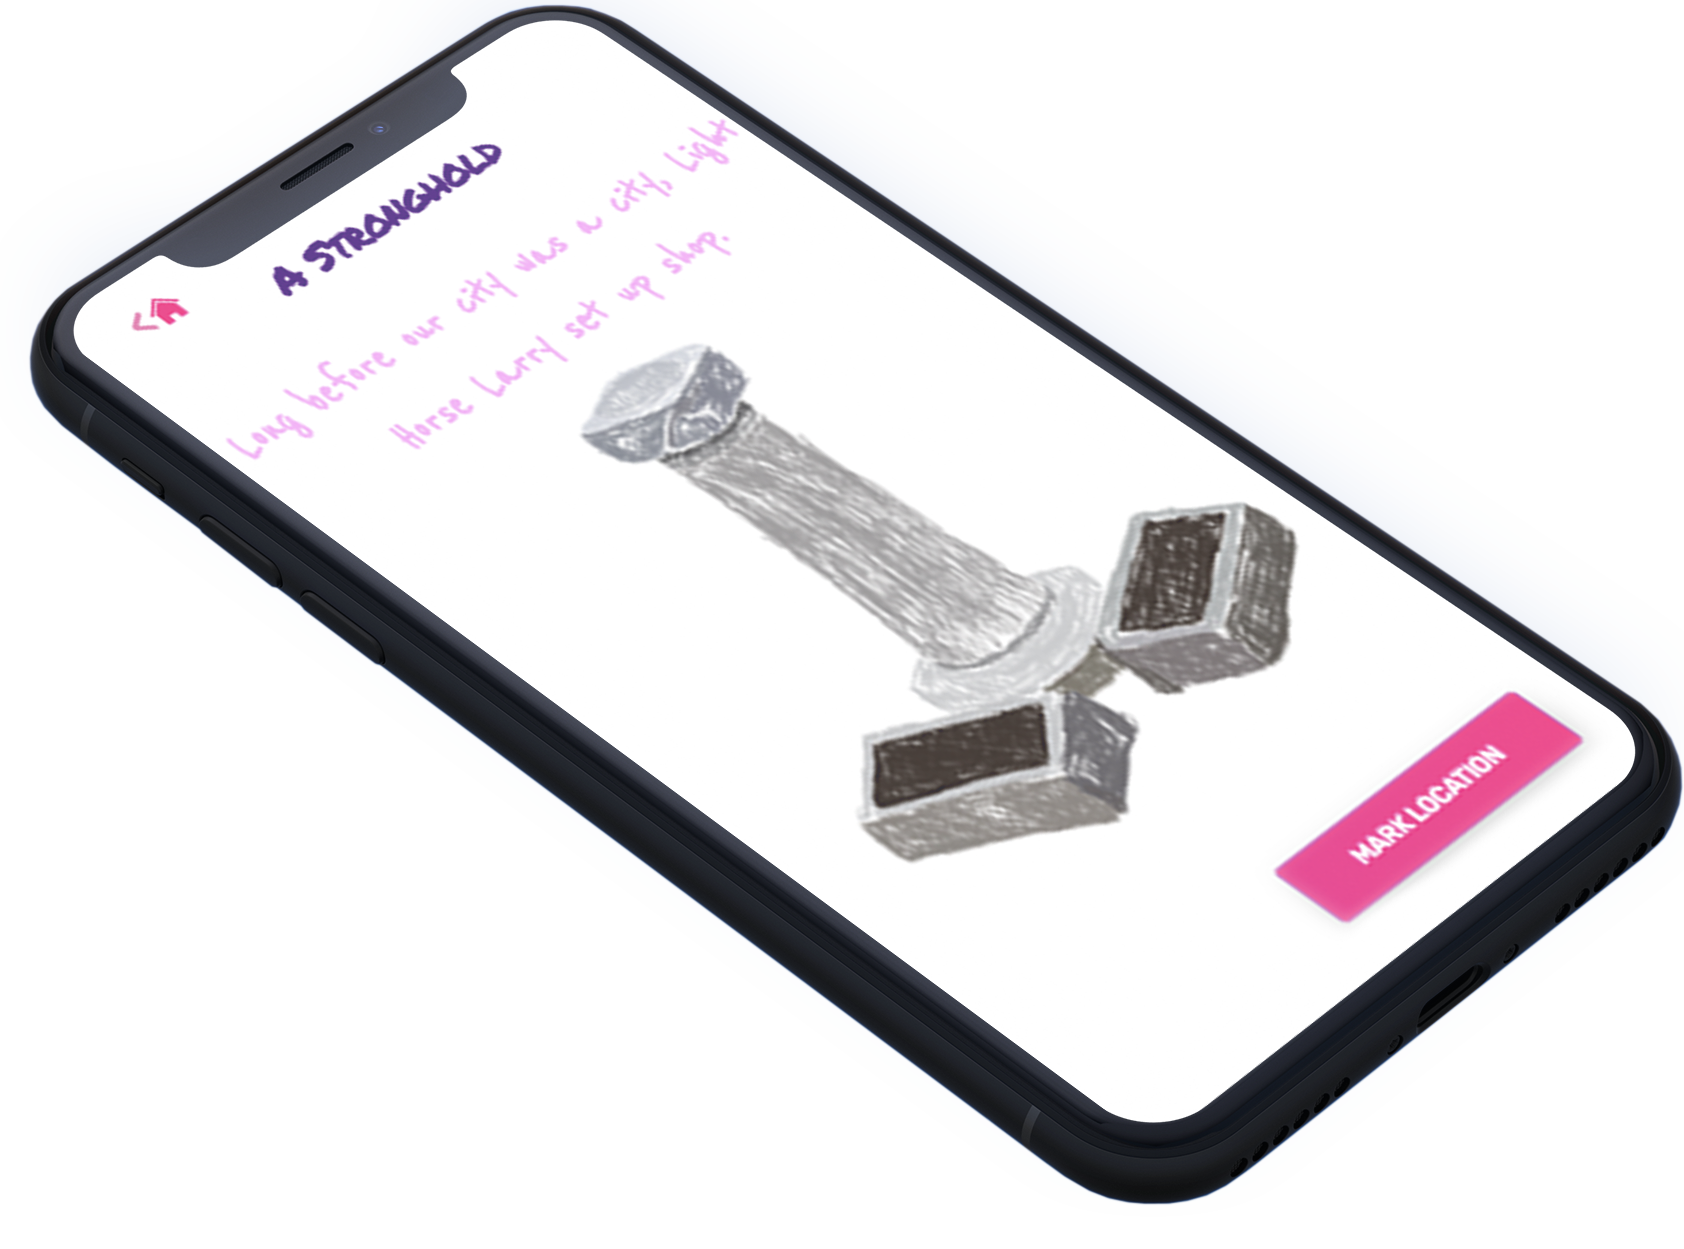 A STRONGHOLD
Long before our city was a city, Light
Horse Larry set up shop.
MARK LOCATION